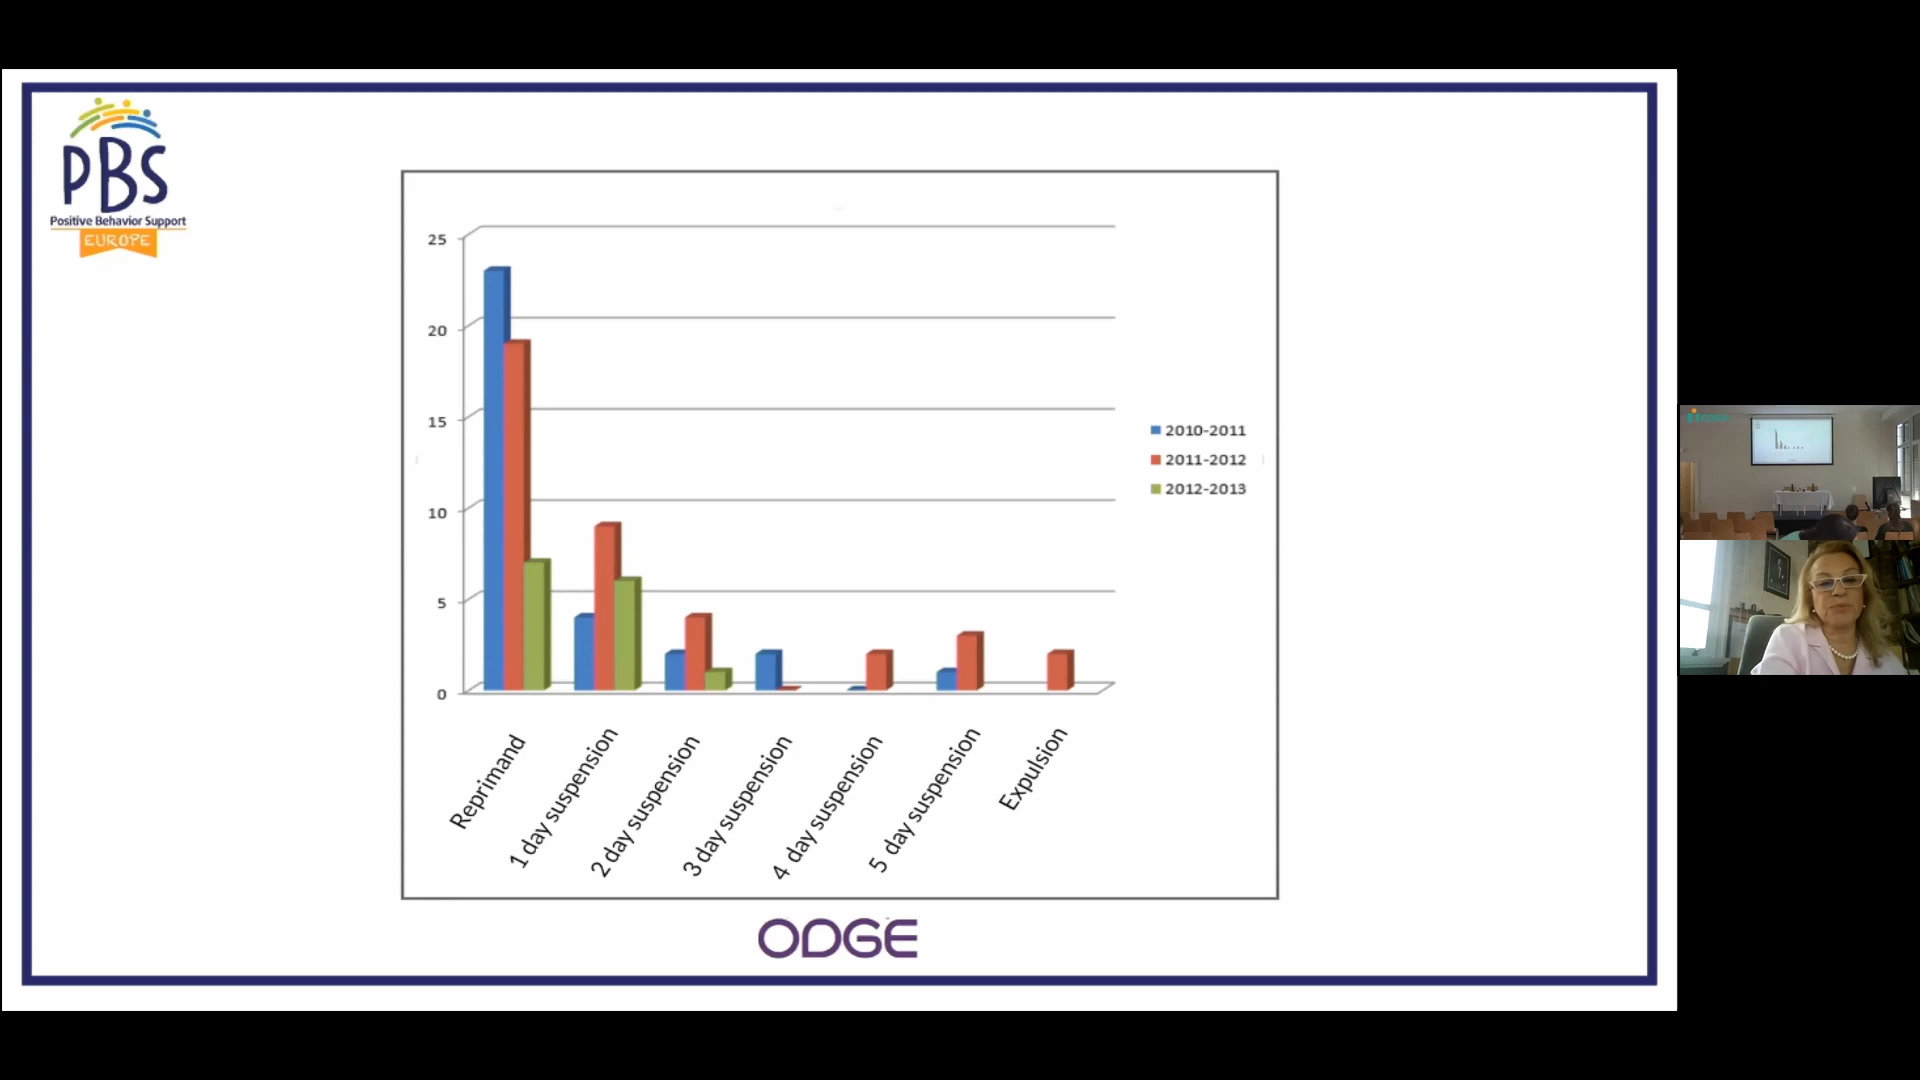 PBS
Positive Behavior Support
EUROPE
25
20
15
10
5
0
2010-2011
2011-2012
2012-2013
Reprimand
1 day suspension
2 day suspension
3 day suspension
4 day suspension
5 day suspension
Expulsion
ODGE